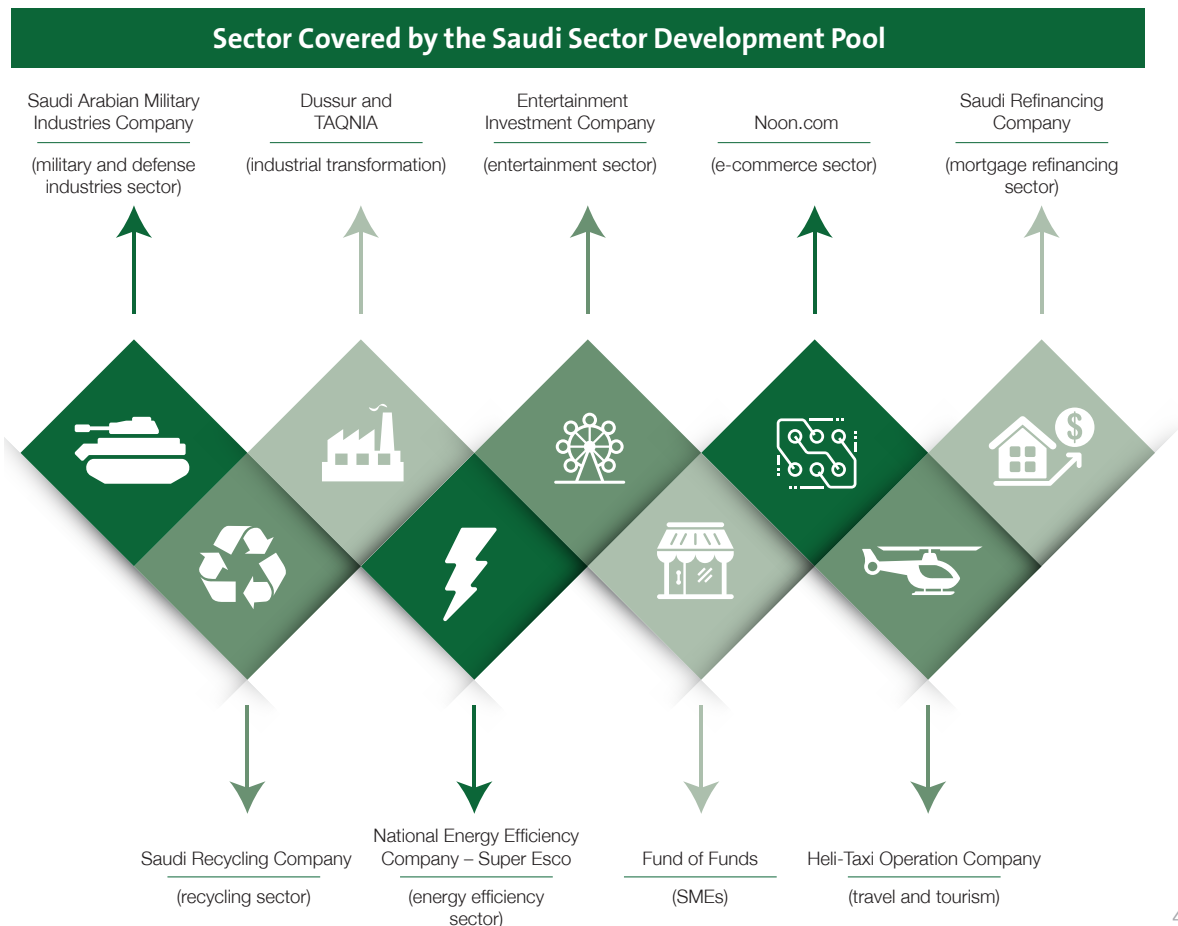 Sector Covered by the Saudi Sector Development Pool
Saudi Arabian Military
Industries Company
(military and defense
industries sector)
Dussur and
TAQNIA
(industrial transformation)
Entertainment
Investment Company
(entertainment sector)
Noon.com
(e-commerce sector)
Saudi Refinancing
Company
(mortgage refinancing
sector)
$
Saudi Recycling Company
(recycling sector)
National Energy Efficiency
Company – Super Esco
(energy efficiency
sector)
Fund of Funds
(SMEs)
Heli-Taxi Operation Company
(travel and tourism)